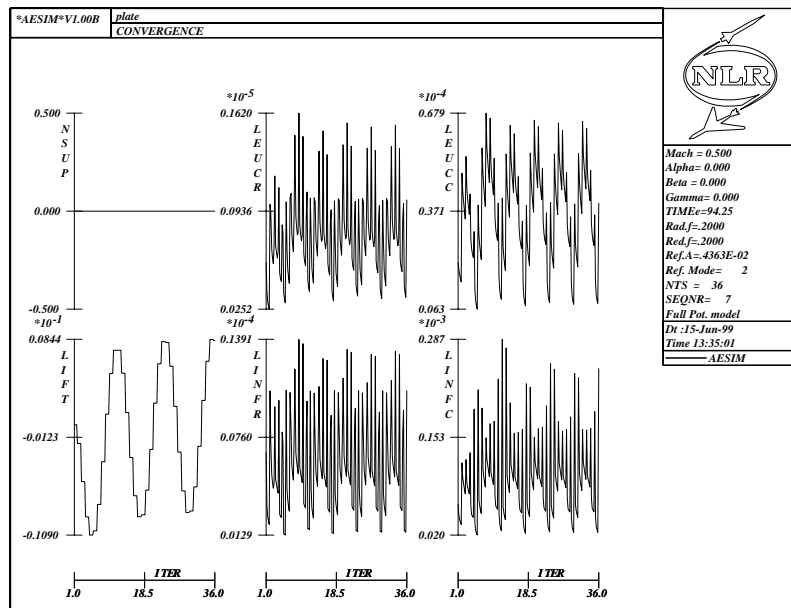 *AESIM*V1.00B
plate
CONVERGENCE
NLR
Mach = 0.500
Alpha= 0.000
Beta = 0.000
Gamma= 0.000
TIMEe=94.25
Rad.f=.2000
Red.f=.2000
Ref.A=.4363E-02
Ref. Mode= 2
NTS = 36
SEQNR= 7
Full Pot. model
Dt :15-Jun-99
Time 13:35:01
AESIM
0.500
0.000
-0.500
NSUP
*10-5
0.1620
0.0936
0.0252
LEUCR
*10-4
0.679
0.371
0.063
LEUCC
*10-1
0.0844
-0.0123
-0.1090
LIFT
*10-4
0.1391
0.0760
0.0129
LINFR
*10-3
0.287
0.153
0.020
LINFC
ITER
1.0 18.5 36.0
ITER
1.0 18.5 36.0
ITER
1.0 18.5 36.0